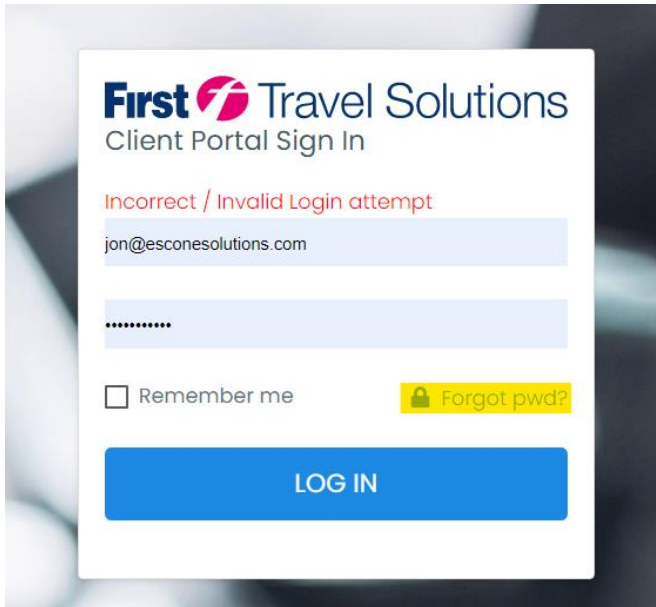 First Travel Solutions
Client Portal Sign In
Incorrect / Invalid Login attempt
jon@esconesolutions.com
•••••••••••
Remember me Forgot pwd?
LOG IN